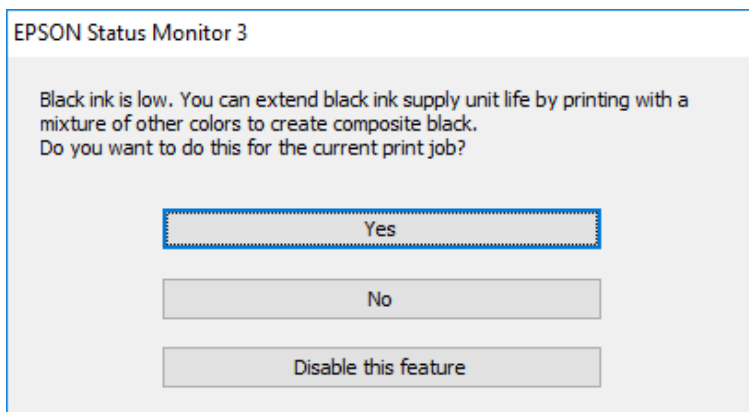 EPSON Status Monitor 3
Black ink is low. You can extend black ink supply unit life by printing with a
mixture of other colors to create composite black.
Do you want to do this for the current print job?
Yes
No
Disable this feature